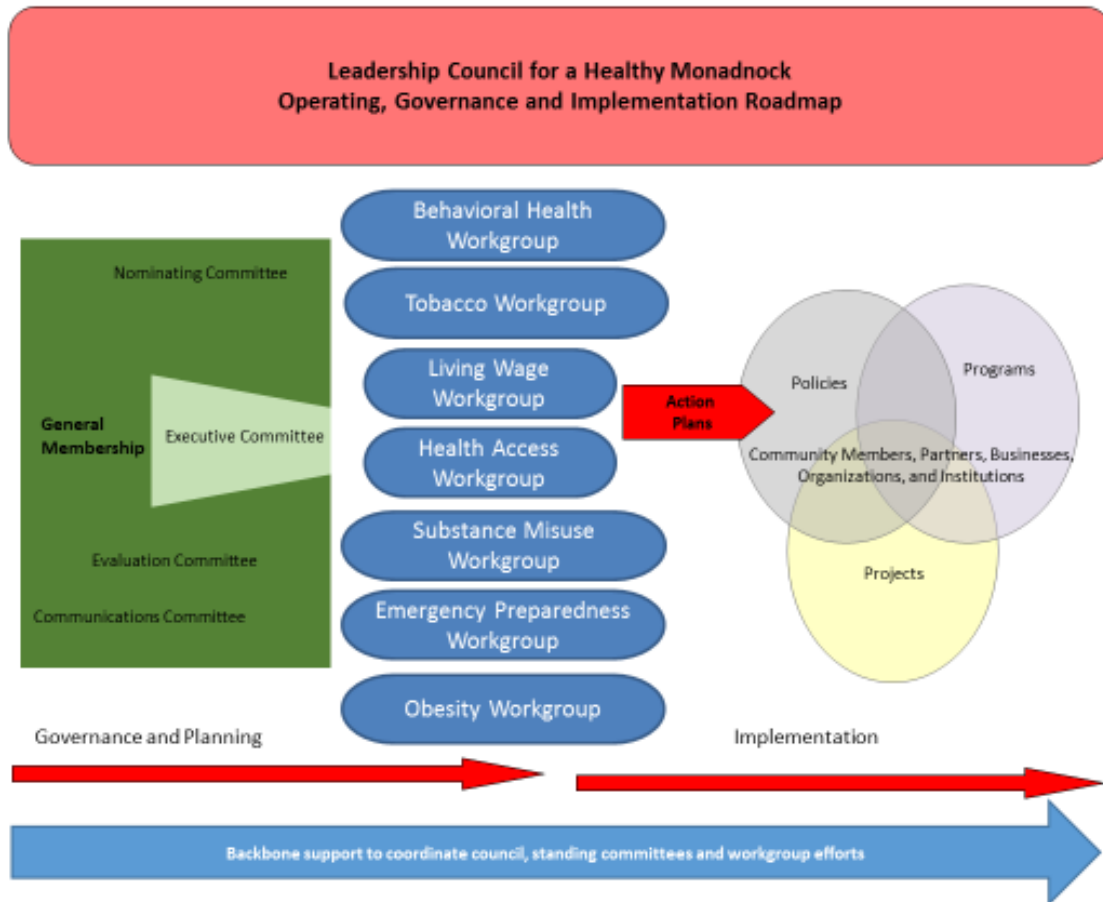 Leadership Council for a Healthy Monadnock
Operating, Governance and Implementation Roadmap
Nominating Committee
General
Membership
Executive Committee
Evaluation Committee
Communications Committee
Behavioral Health
Workgroup
Tobacco Workgroup
Living Wage
Workgroup
Health Access
Workgroup
Substance Misuse
Workgroup
Emergency Preparedness
Workgroup
Obesity Workgroup
Action
Plans
Policies
Programs
Community Members, Partners, Businesses,
Organizations, and Institutions
Projects
Governance and Planning
Implementation
Backbone support to coordinate council, standing committees and workgroup efforts